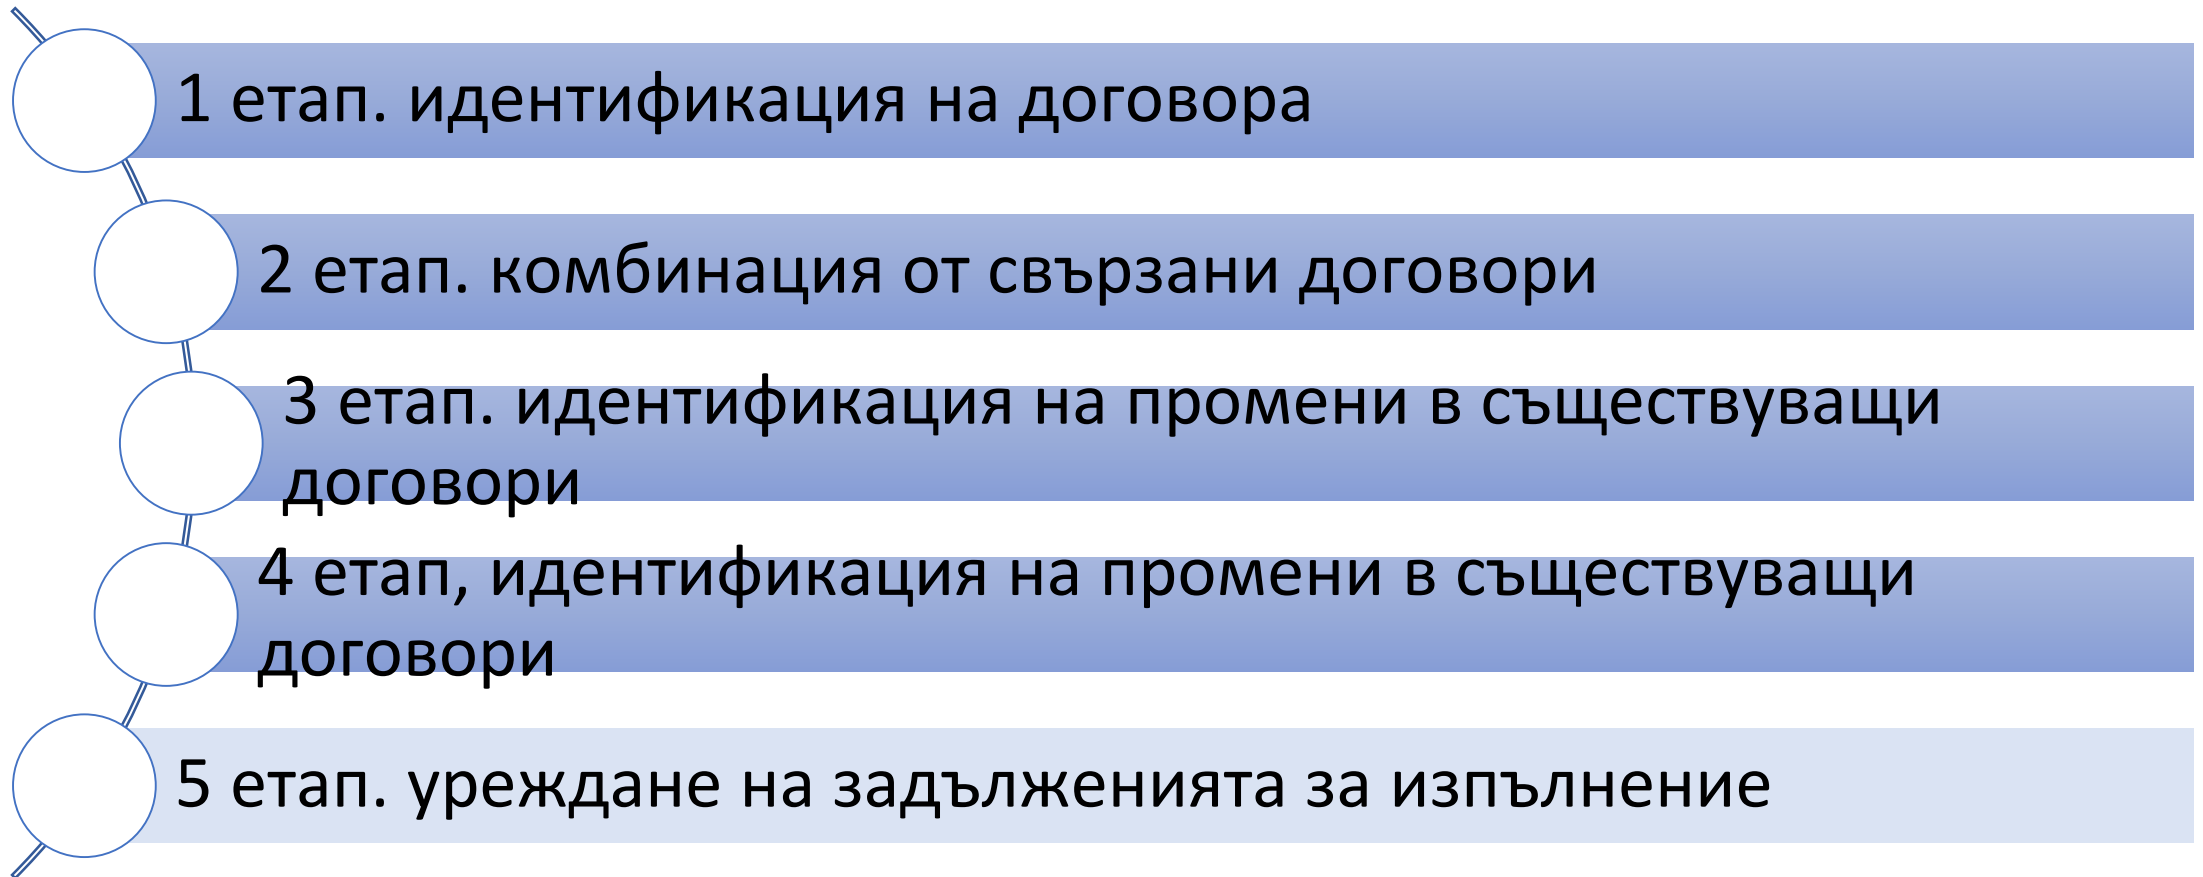 1 етап. идентификация на договора
2 етап. комбинация от свързани договори
3 етап. идентификация на промени в съществуващи
договори
4 етап, идентификация на промени в съществуващи
договори
5 етап. уреждане на задълженията за изпълнение